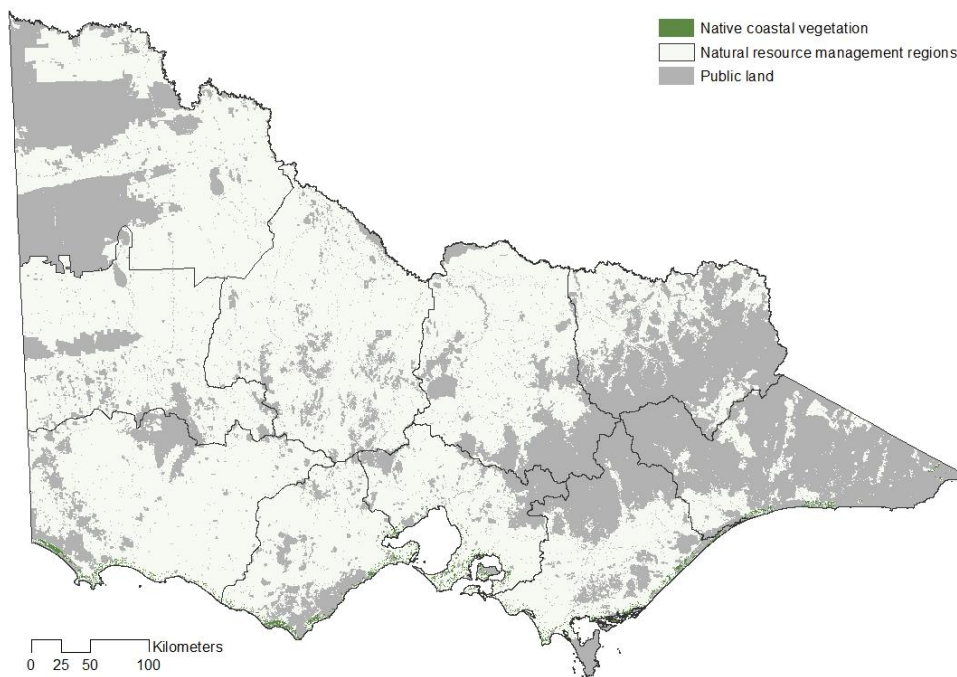 Native coastal vegetation
Natural resource management regions
Public land
Kilometers
0 25 50 100